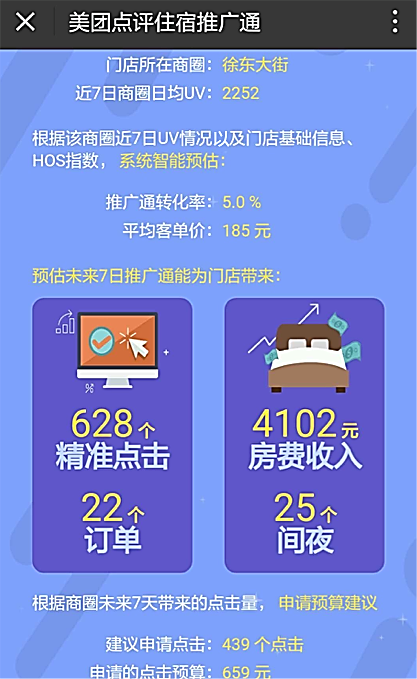 美团点评住宿推广通
门店所在商圈：徐东大街
近7日商圈日均UV：2252
根据该商圈近7日UV情况以及门店基础信息、
HOS指数，系统智能预估：
推广通转化率：5.0 %
平均客单价：185 元
预估未来7日推广通能为门店带来：
628个
精准点击
22个
订单
4102元
房费收入
25个
间夜
根据商圈未来7天带来的点击量，申请预算建议
建议申请点击：439 个点击
申请的点击预算：659 元